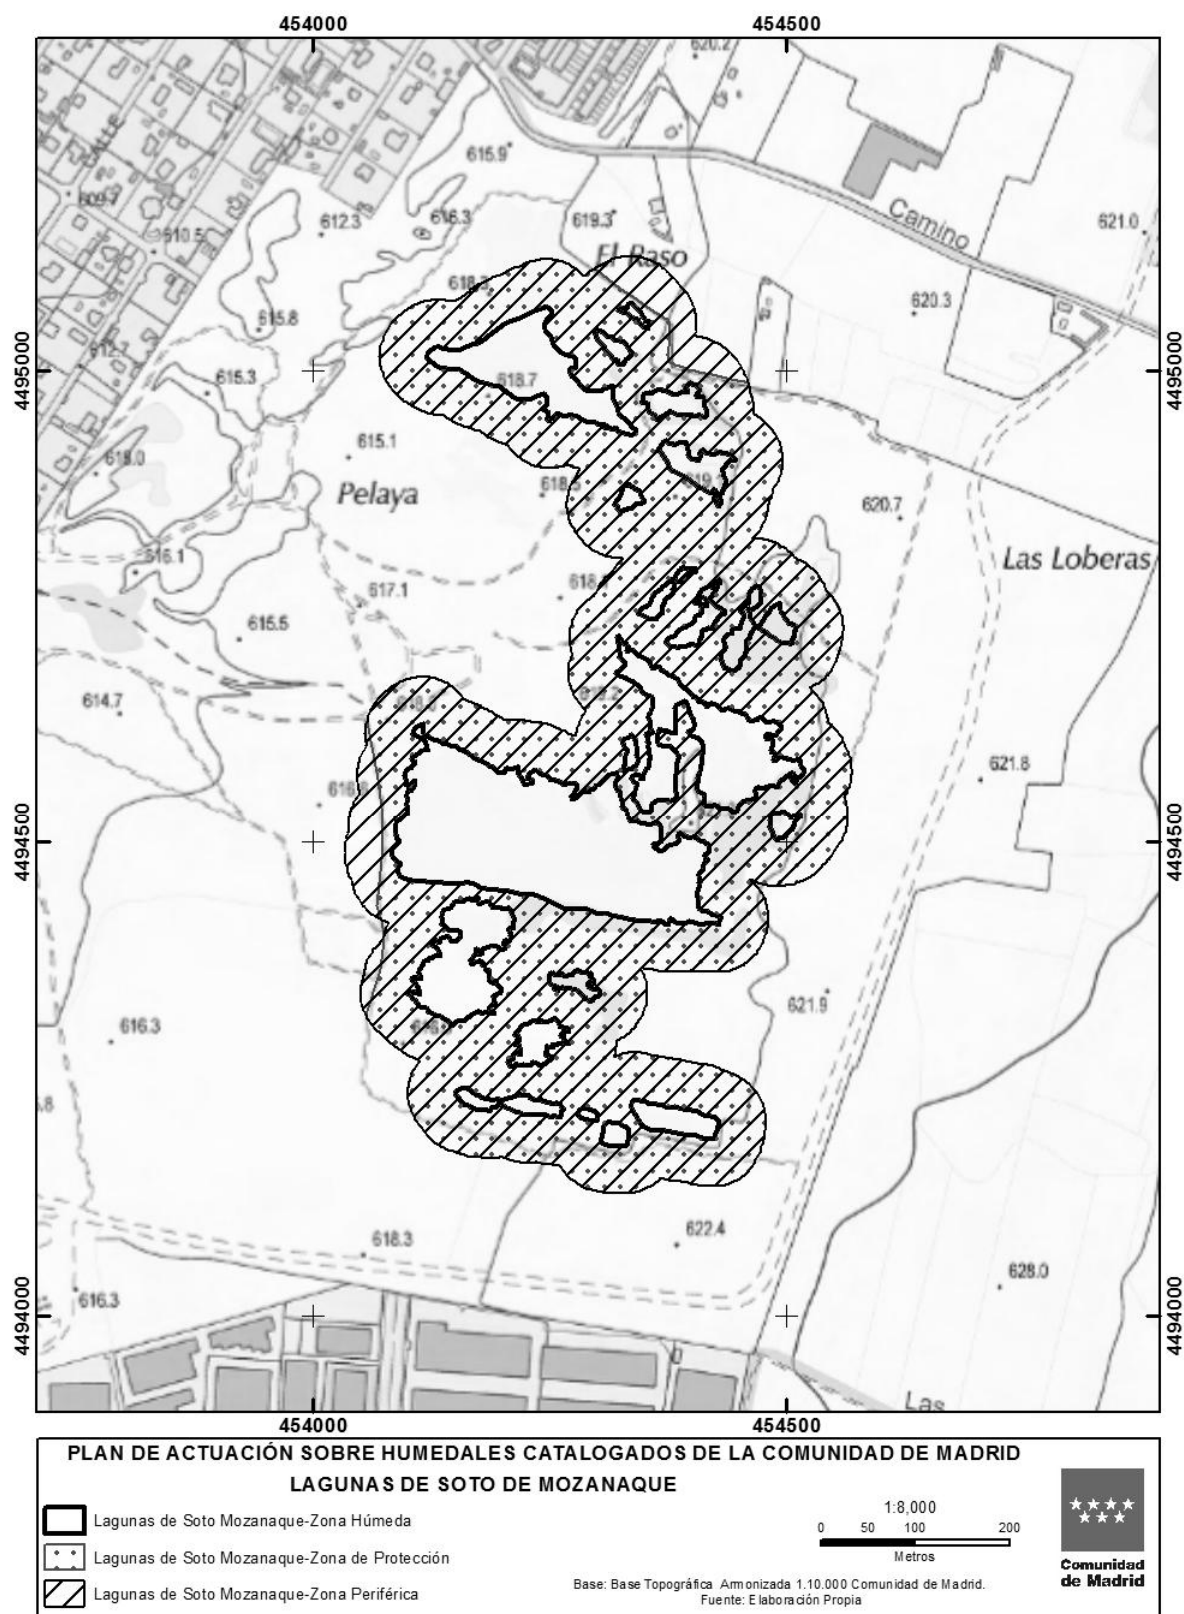 454000
454500
620.2
CALLE
615.9
609.7
610.5
612.3
616.3
619.3
El Raso
Camino
621.0
618.3
620.3
615.8
612.7
4495000
4495000
615.3
618.7
615.1
619.0
Pelaya
620.7
616.1
Las Loberas
617.1
615.5
614.7
621.8
4494500
4494500
621.9
616.3
622.4
618.3
628.0
616.3
4494000
4494000
Las
454000
454500
PLAN DE ACTUACIÓN SOBRE HUMEDALES CATALOGADOS DE LA COMUNIDAD DE MADRID
LAGUNAS DE SOTO DE MOZANAQUE
Lagunas de Soto Mozanaque-Zona Húmeda
Lagunas de Soto Mozanaque-Zona de Protección
Lagunas de Soto Mozanaque-Zona Periférica
1:8,000
0 50 100 200
Metros
Base: Base Topográfica Armonizada 1.10.000 Comunidad de Madrid.
Fuente: Elaboración Propia
Comunidad
de Madrid